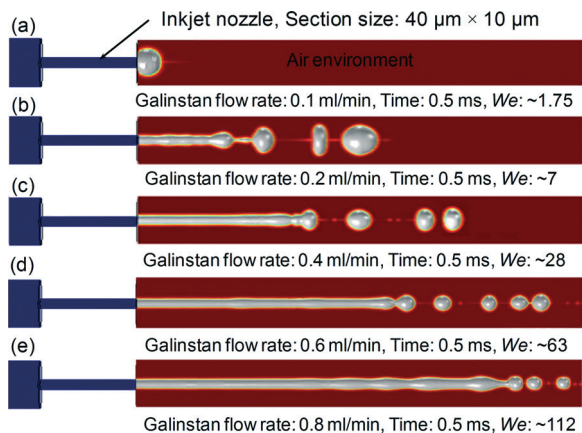 Inkjet nozzle, Section size: 40 μm × 10 μm
(a)
Air environment
Galinstan flow rate: 0.1 ml/min, Time: 0.5 ms, We: ~1.75
(b)
Galinstan flow rate: 0.2 ml/min, Time: 0.5 ms, We: ~7
(c)
Galinstan flow rate: 0.4 ml/min, Time: 0.5 ms, We: ~28
(d)
Galinstan flow rate: 0.6 ml/min, Time: 0.5 ms, We: ~63
(e)
Galinstan flow rate: 0.8 ml/min, Time: 0.5 ms, We: ~112